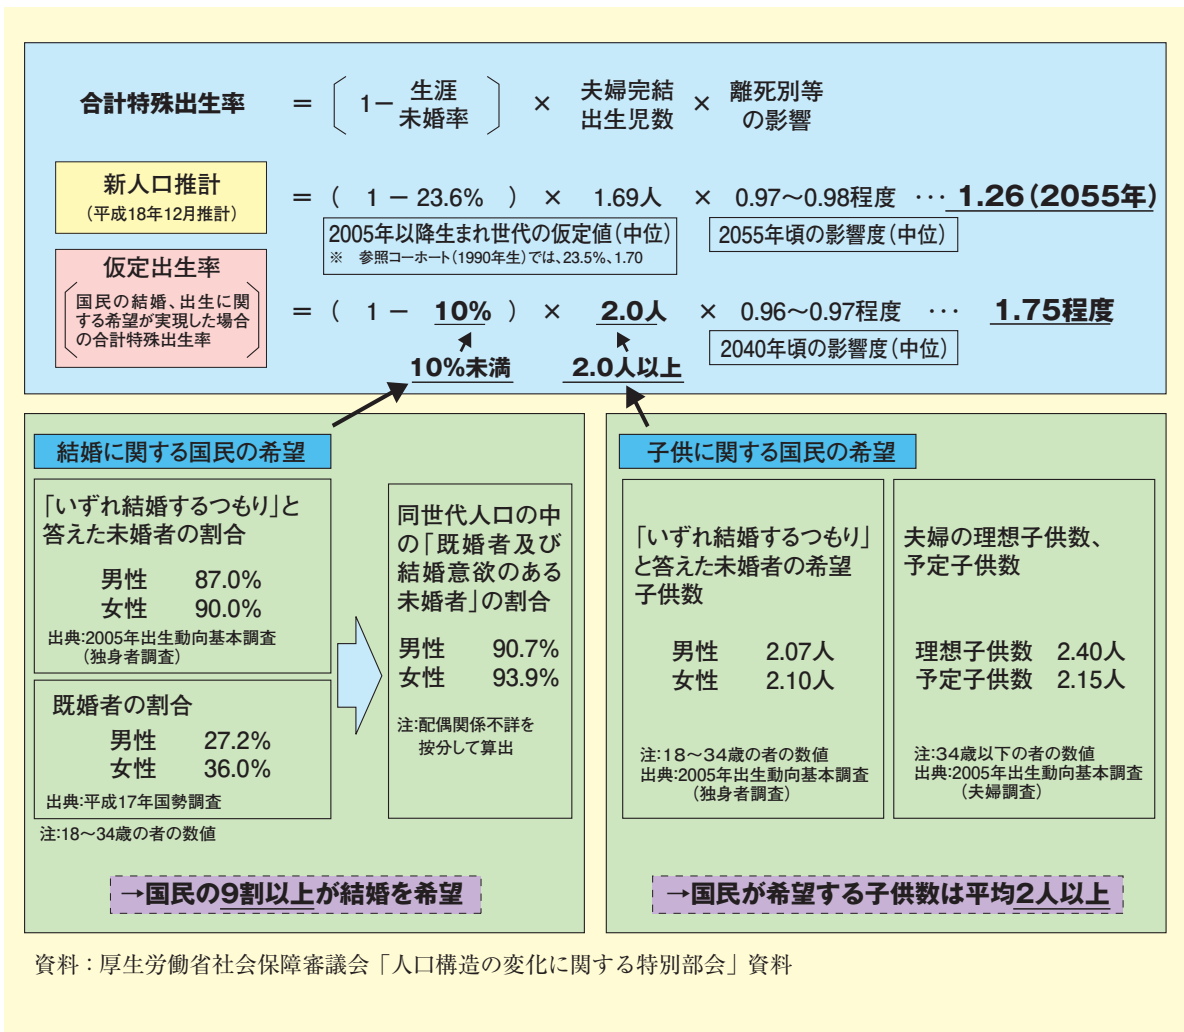 合計特殊出生率 = (1－生涯未婚率) × 夫婦完結出生児数 × 離死別等の影響
新人口推計
(平成18年12月推計)
= ( 1 － 23.6% ) × 1.69人 × 0.97～0.98程度 … 1.26(2055年)
2005年以降生まれ世代の仮定値(中位)
※ 参照コーホート(1990年生)では、23.5%、1.70
2055年頃の影響度(中位)
仮定出生率
国民の結婚、出生に関
する希望が実現した場合
の合計特殊出生率
= ( 1 － 10% ) × 2.0人 × 0.96～0.97程度 … 1.75程度
2040年頃の影響度(中位)
10%未満
2.0人以上
結婚に関する国民の希望
「いずれ結婚するつもり」と
答えた未婚者の割合
男性 87.0%
女性 90.0%
出典:2005年出生動向基本調査
(独身者調査)
既婚者の割合
男性 27.2%
女性 36.0%
出典:平成17年国勢調査
注:18～34歳の者の数値
同世代人口の中
の「既婚者及び
結婚意欲のある
未婚者」の割合
男性 90.7%
女性 93.9%
注:配偶関係不詳を
按分して算出
→国民の9割以上が結婚を希望
子供に関する国民の希望
「いずれ結婚するつもり」
と答えた未婚者の希望
子供数
男性 2.07人
女性 2.10人
注:18～34歳の者の数値
出典:2005年出生動向基本調査
(独身者調査)
夫婦の理想子供数、
予定子供数
理想子供数 2.40人
予定子供数 2.15人
注:34歳以下の者の数値
出典:2005年出生動向基本調査
(夫婦調査)
→国民が希望する子供数は平均2人以上
資料：厚生労働省社会保障審議会「人口構造の変化に関する特別部会」資料